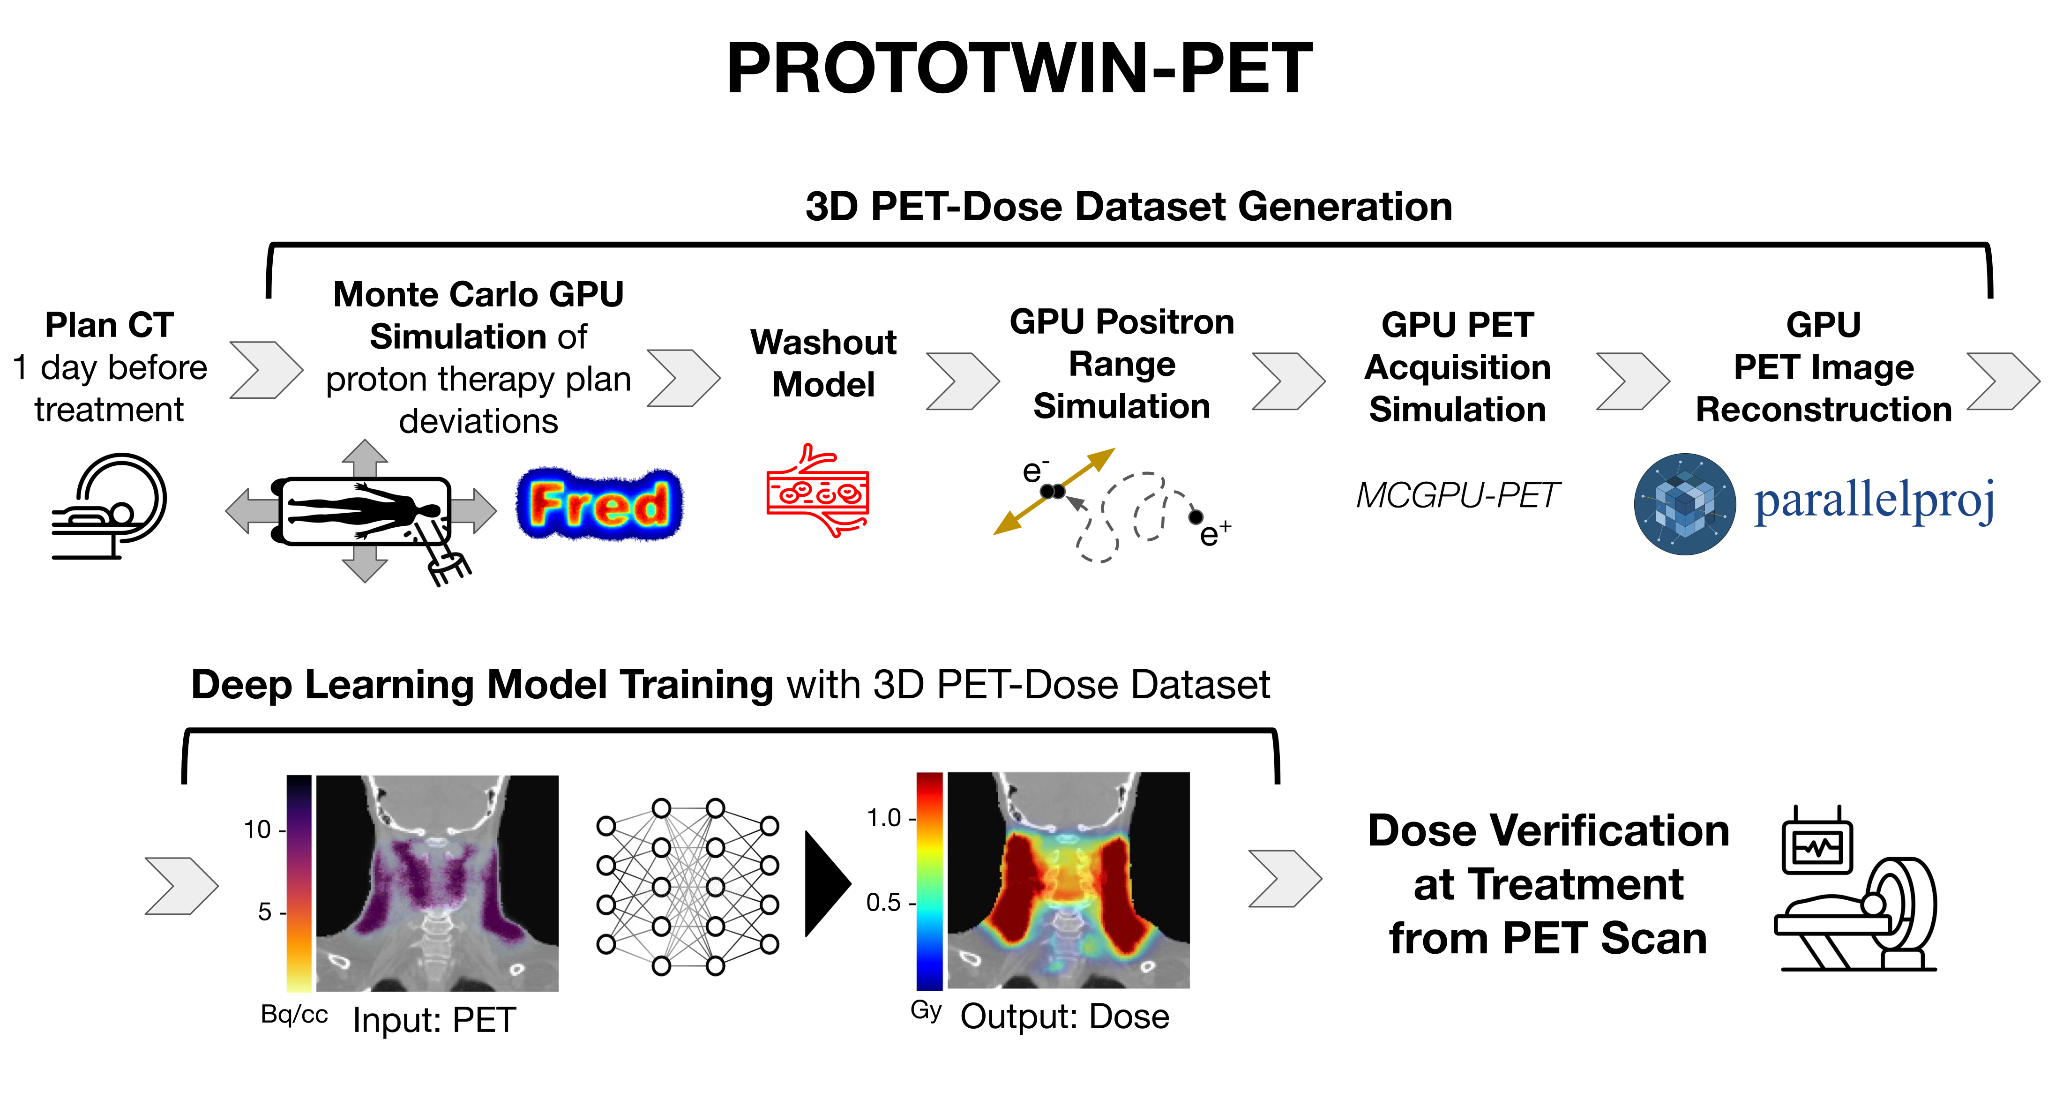 PROTOTWIN-PET
3D PET-Dose Dataset Generation
Plan CT
1 day before
treatment
Monte Carlo GPU
Simulation of
proton therapy plan
deviations
Fred
Washout
Model
GPU Positron
Range
Simulation
e-
e+
GPU PET
Acquisition
Simulation
MCGPU-PET
GPU
PET Image
Reconstruction
parallelproj
Deep Learning Model Training with 3D PET-Dose Dataset
10
5
Bq/cc
Input: PET
1.0
0.5
Gy
Output: Dose
Dose Verification
at Treatment
from PET Scan